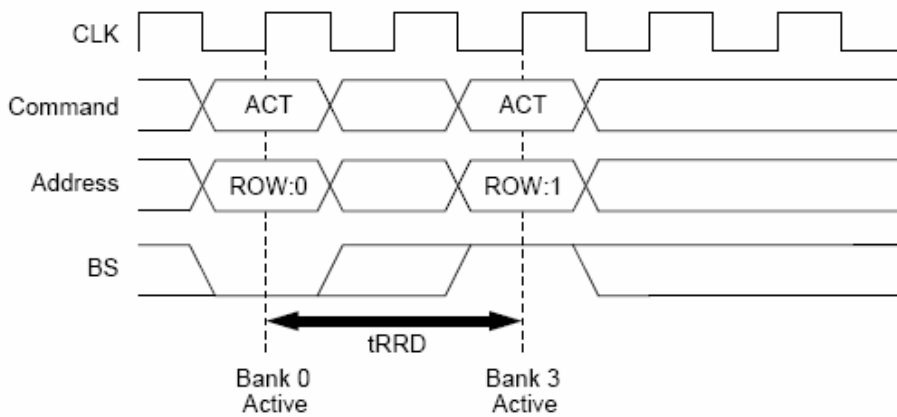 CLK
Command
ACT
ACT
Address
ROW:0
ROW:1
BS
tRRD
Bank 0
Active
Bank 3
Active